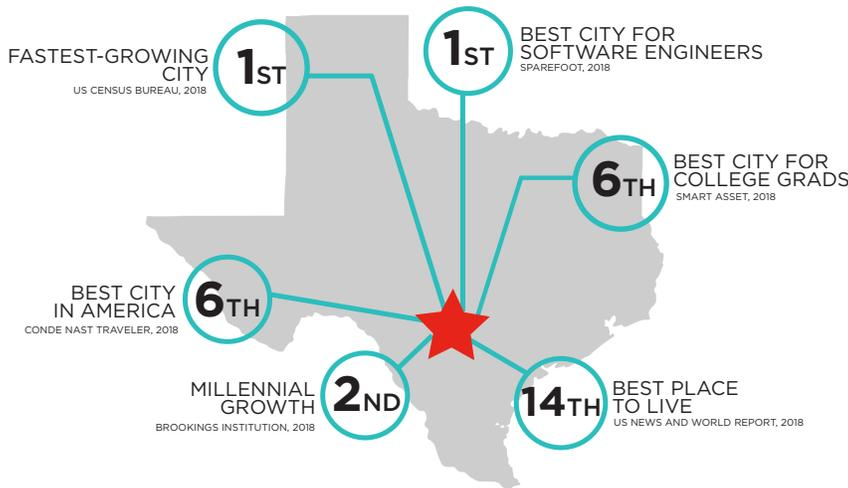 FASTEST-GROWING
CITY
US CENSUS BUREAU, 2018
1ST
1ST
BEST CITY FOR
SOFTWARE ENGINEERS
SPAREFOOT, 2018
6TH
BEST CITY FOR
COLLEGE GRADS
SMART ASSET, 2018
BEST CITY
IN AMERICA
CONDE NAST TRAVELER, 2018
6TH
MILLENNIAL
GROWTH
BROOKINGS INSTITUTION, 2018
2ND
14TH
BEST PLACE
TO LIVE
US NEWS AND WORLD REPORT, 2018